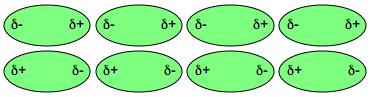 δ- δ+ δ- δ+ δ- δ+ δ- δ+
δ+ δ- δ+ δ- δ+ δ- δ+ δ-